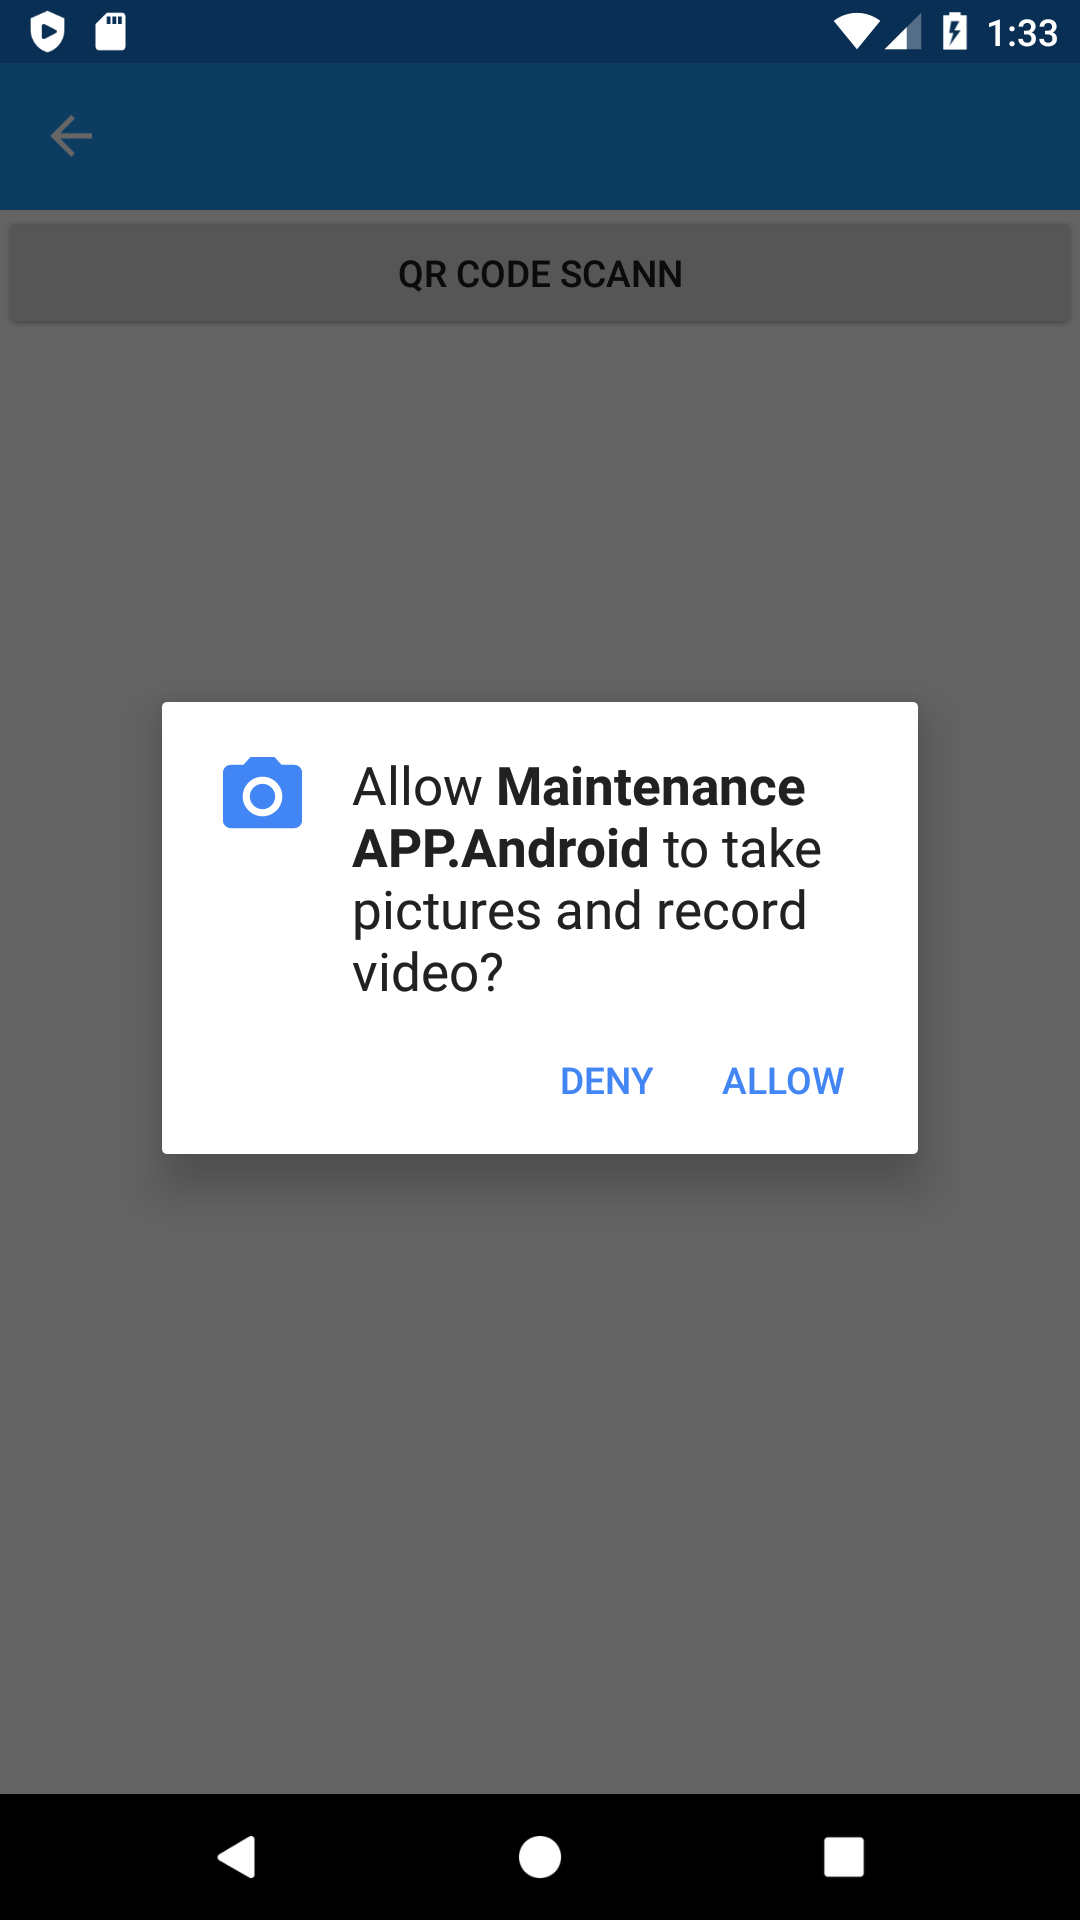 1:33
QR CODE SCANN
Allow Maintenance
APP.Android to take
pictures and record
video?
DENY ALLOW